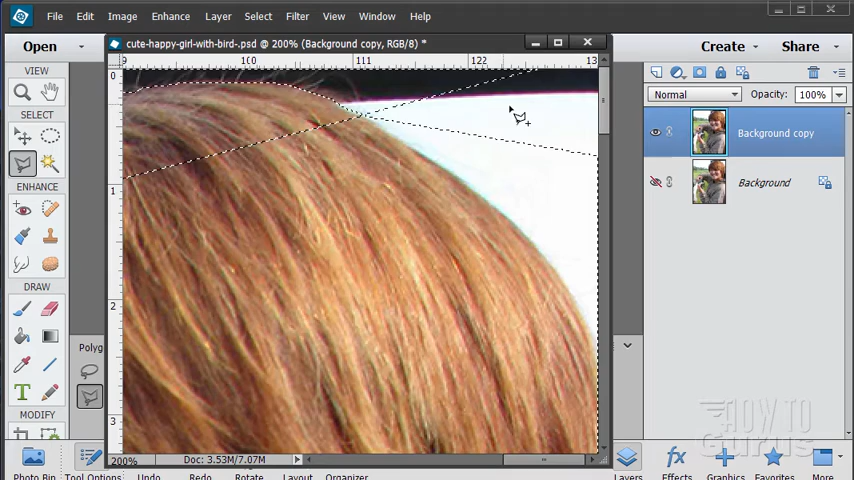 File Edit Image Enhance Layer Select Filter View Window Help
Open
Create
Share
cute-happy-girl-with-bird-.psd @ 200% (Background copy, RGB/8) *
VIEW
SELECT
ENHANCE
DRAW
MODIFY
9 100 111 122 13
0
1
2
3
Normal
Opacity: 100%
Background copy
Background
Polyg
200% Doc: 3.53M/7.07M
Photo Bin
Tool Options
Undo
Redo
Rotate
Layout
Organizer
Layers
Effects
Graphics
Favorites
More
HOW TO
Gurus